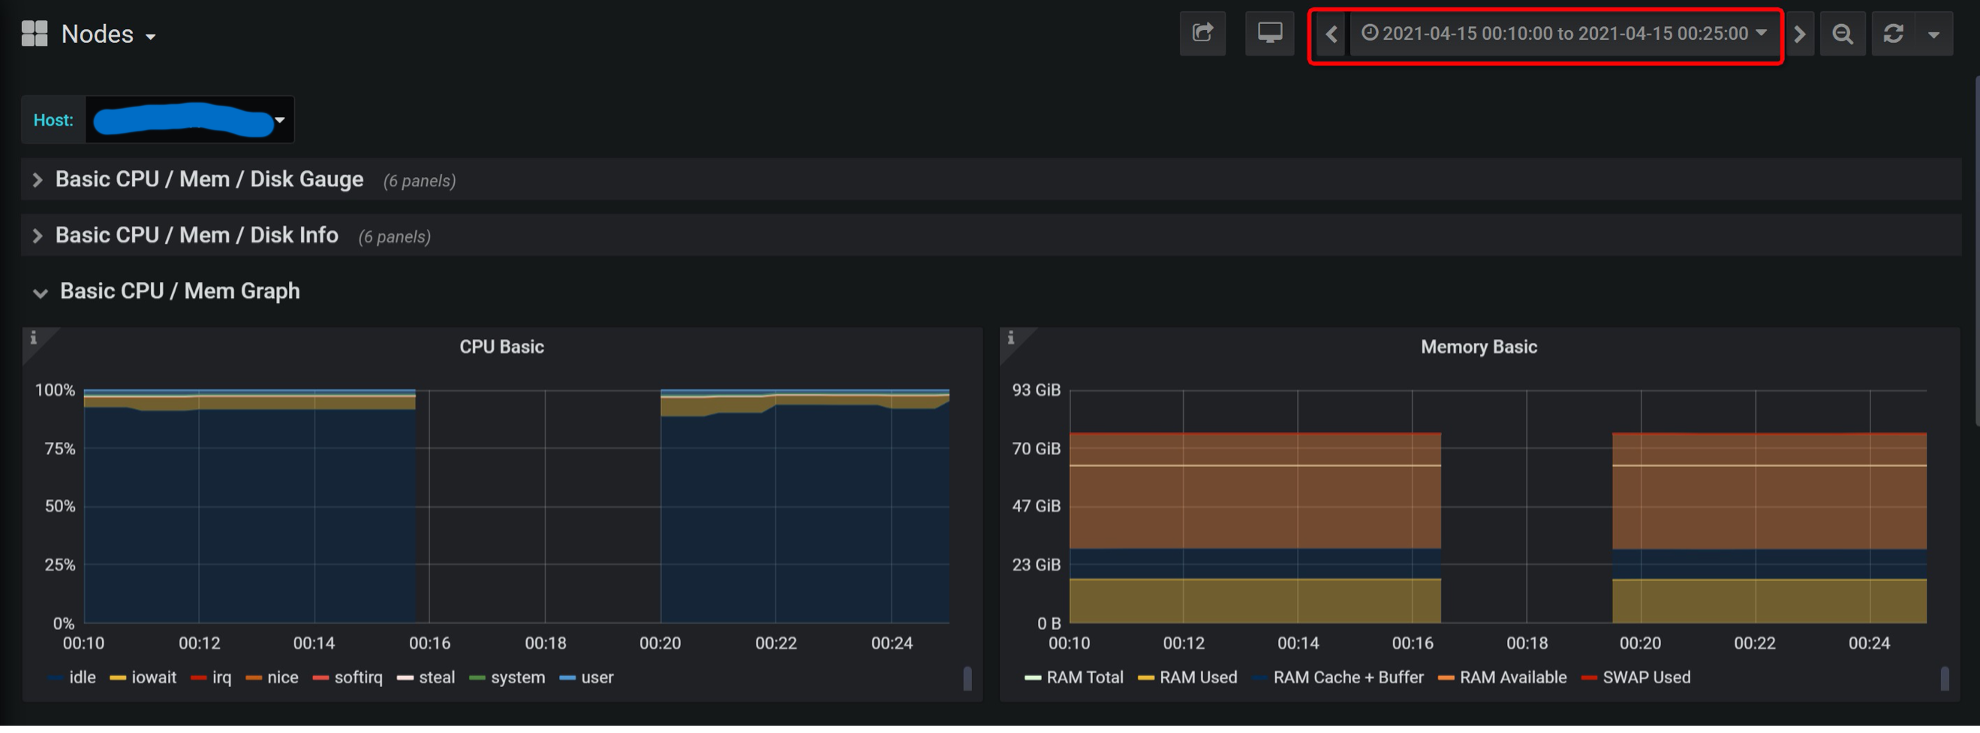 Nodes
2021-04-15 00:10:00 to 2021-04-15 00:25:00
Host:
Basic CPU / Mem / Disk Gauge (6 panels)
Basic CPU / Mem / Disk Info (6 panels)
Basic CPU / Mem Graph
i
CPU Basic
100%
75%
50%
25%
0%
00:10 00:12 00:14 00:16 00:18 00:20 00:22 00:24
idle iowait irq nice softirq steal system user
i
Memory Basic
93 GiB
70 GiB
47 GiB
23 GiB
0 B
00:10 00:12 00:14 00:16 00:18 00:20 00:22 00:24
RAM Total RAM Used RAM Cache + Buffer RAM Available SWAP Used